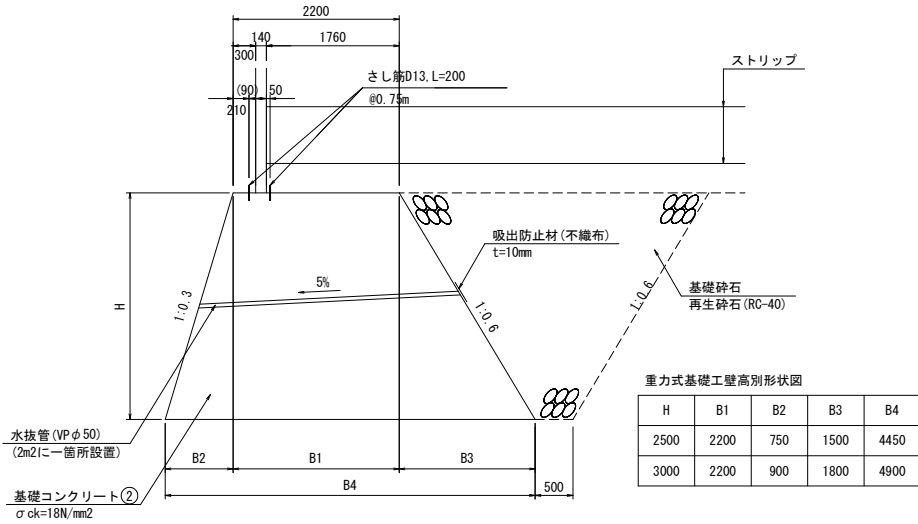 2200
140
1760
300
(90)
50
210
さし筋D13,L=200
@0.75m
ストリップ
吸出防止材(不織布)
t=10mm
5%
1:0.3
1:0.6
1:0.6
H
基礎砕石
再生砕石(RC-40)
水抜管(VPφ50)
(2m2に一箇所設置)
基礎コンクリート②
σck=18N/mm2
B2
B1
B3
B4
500
重力式基礎工壁高別形状図
H B1 B2 B3 B4
2500 2200 750 1500 4450
3000 2200 900 1800 4900